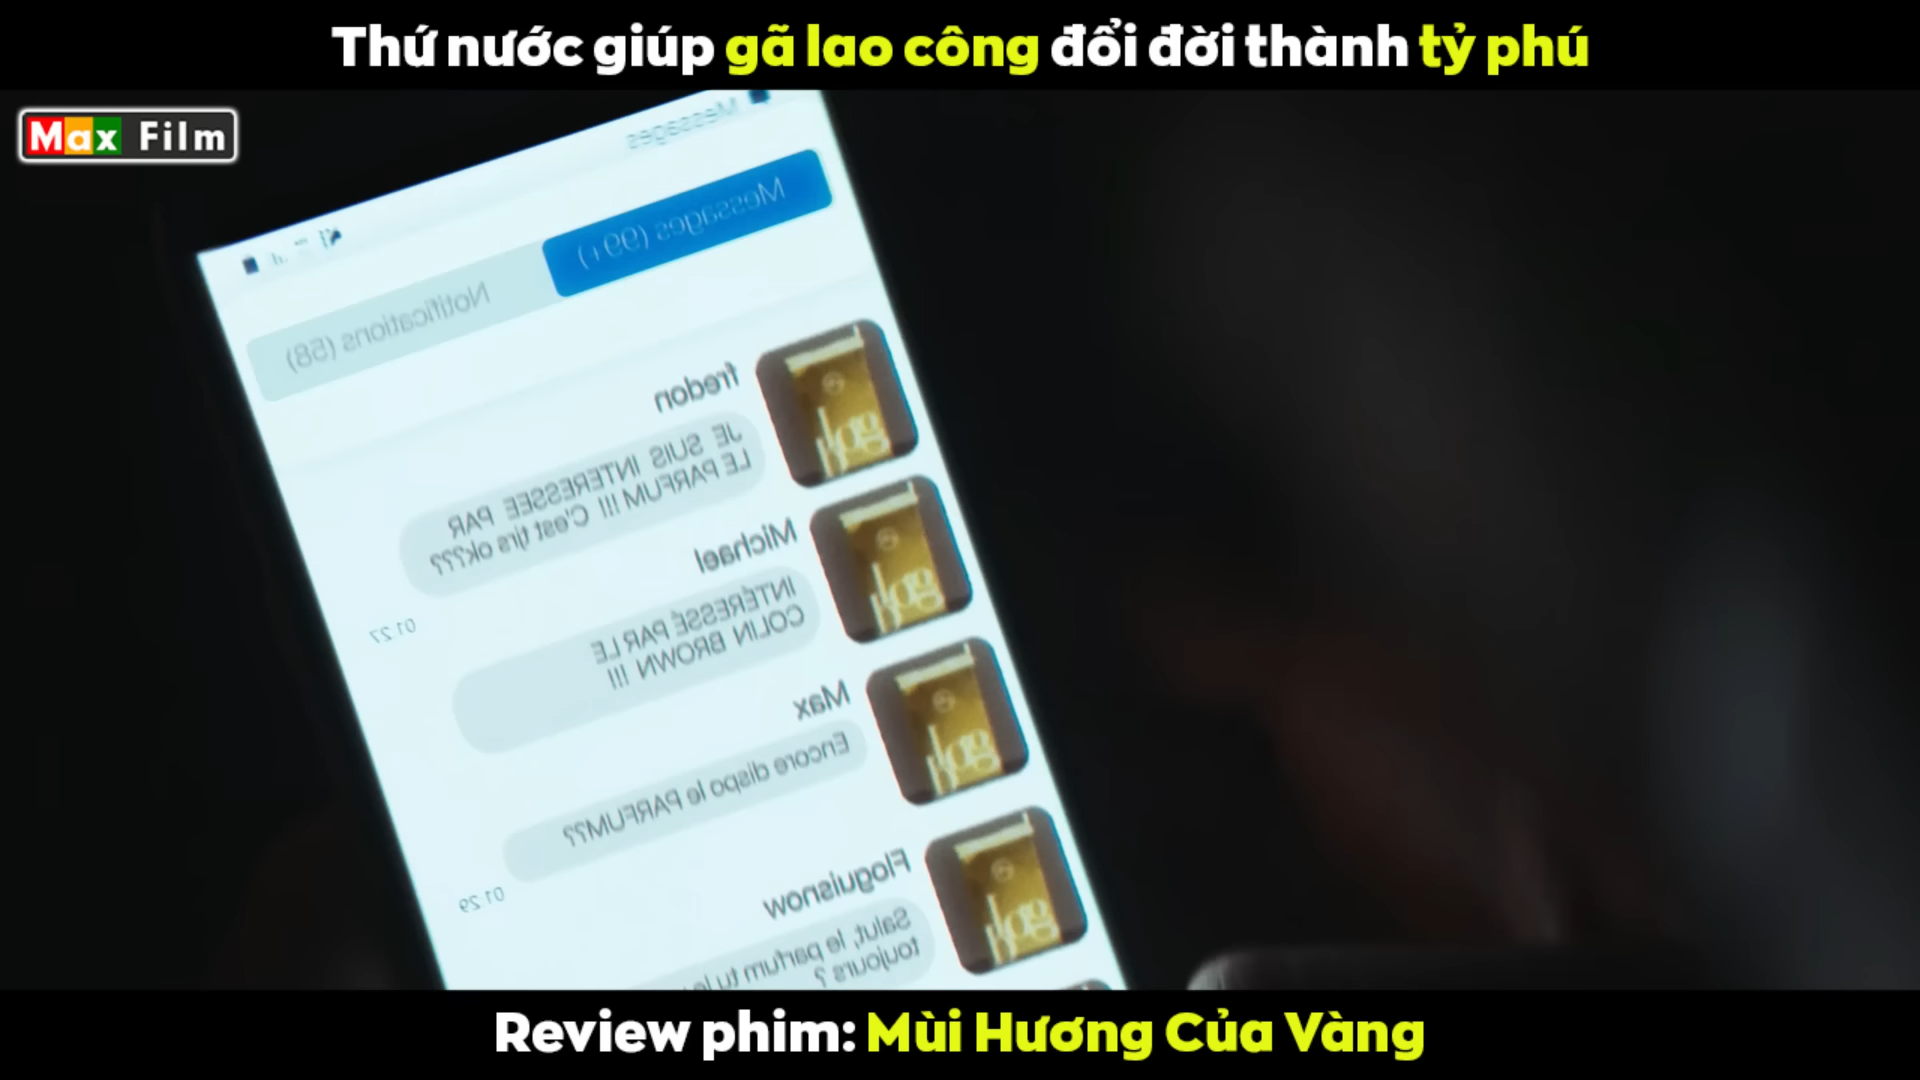 Thứ nước giúp gã lao công đổi đời thành tỷ phú
Max Film
Messages
Messages (99+)
Notifications (58)
fredon
JE SUIS INTERESSEE PAR
LE PARFUM !!! C'est tjrs ok???
01:27
Michael
INTÉRESSÉ PAR LE
COLIN BROWN !!!
Max
Encore dispo le PARFUM??
01:29
Floguisnow
Salut, le parfum tu
toujours ?
Review phim: Mùi Hương Của Vàng